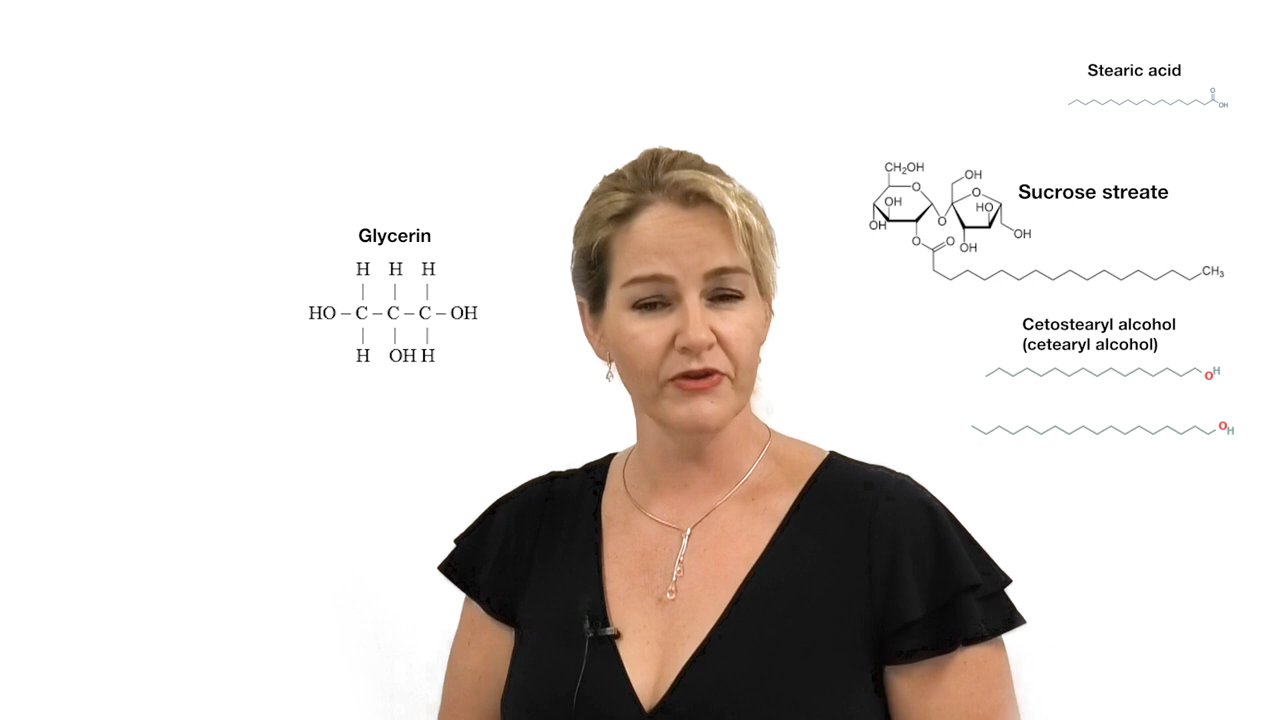 Stearic acid
O
OH
CH2OH
O
OH
OH
O
OH
O
HO
OH
OH
O
O
CH3
Sucrose streate
Glycerin
H H H
HO – C – C – C – OH
H OH H
Cetostearyl alcohol
(cetearyl alcohol)
OH
OH